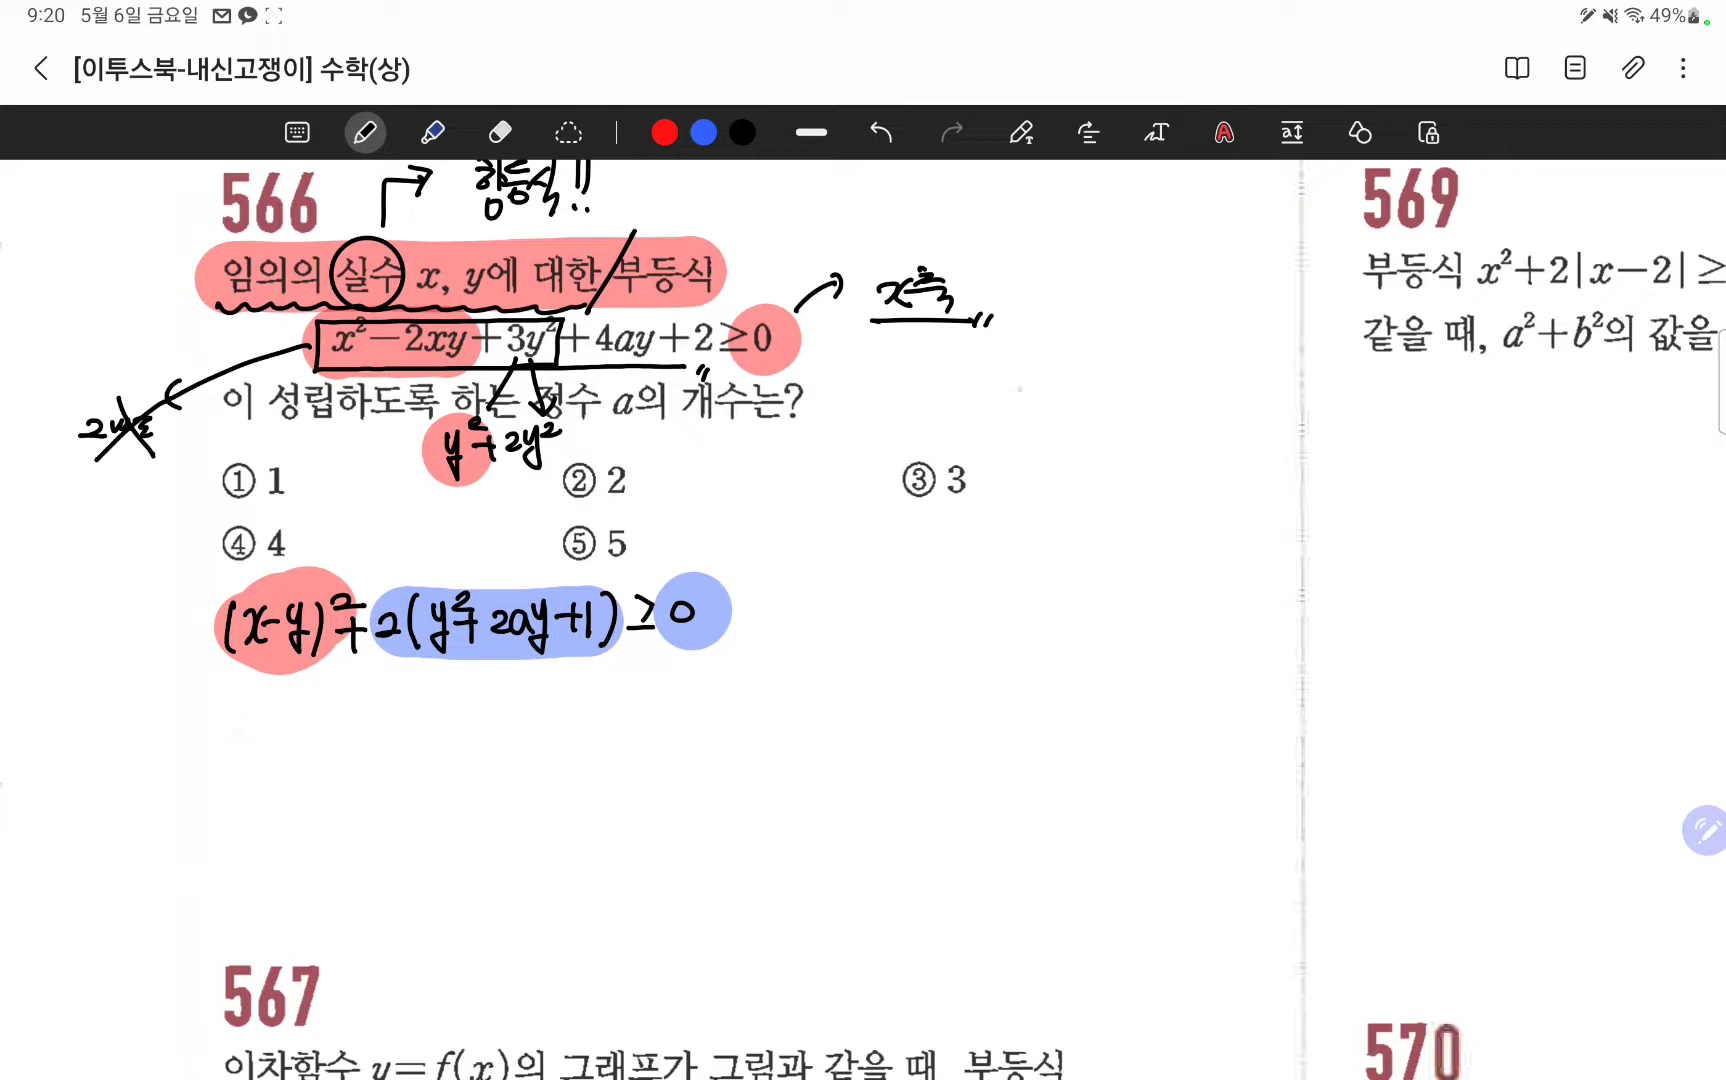 9:20 5월 6일 금요일
49%
[이투스북-내신고쟁이] 수학(상)
566
항등식!!
임의의 실수 x, y에 대한 부등식
x²-2xy+3y²+4ay+2≥0
이 성립하도록 하는 정수 a의 개수는?
y²+2y²
① 1
② 2
③ 3
④ 4
⑤ 5
(x-y)²+2(y²+2ay+1)≥0
567
이차함수 y=f(x)의 그래프가 그림과 같을 때, 부등식
569
부등식 x²+2|x-2|≥
같을 때, a²+b²의 값을
570